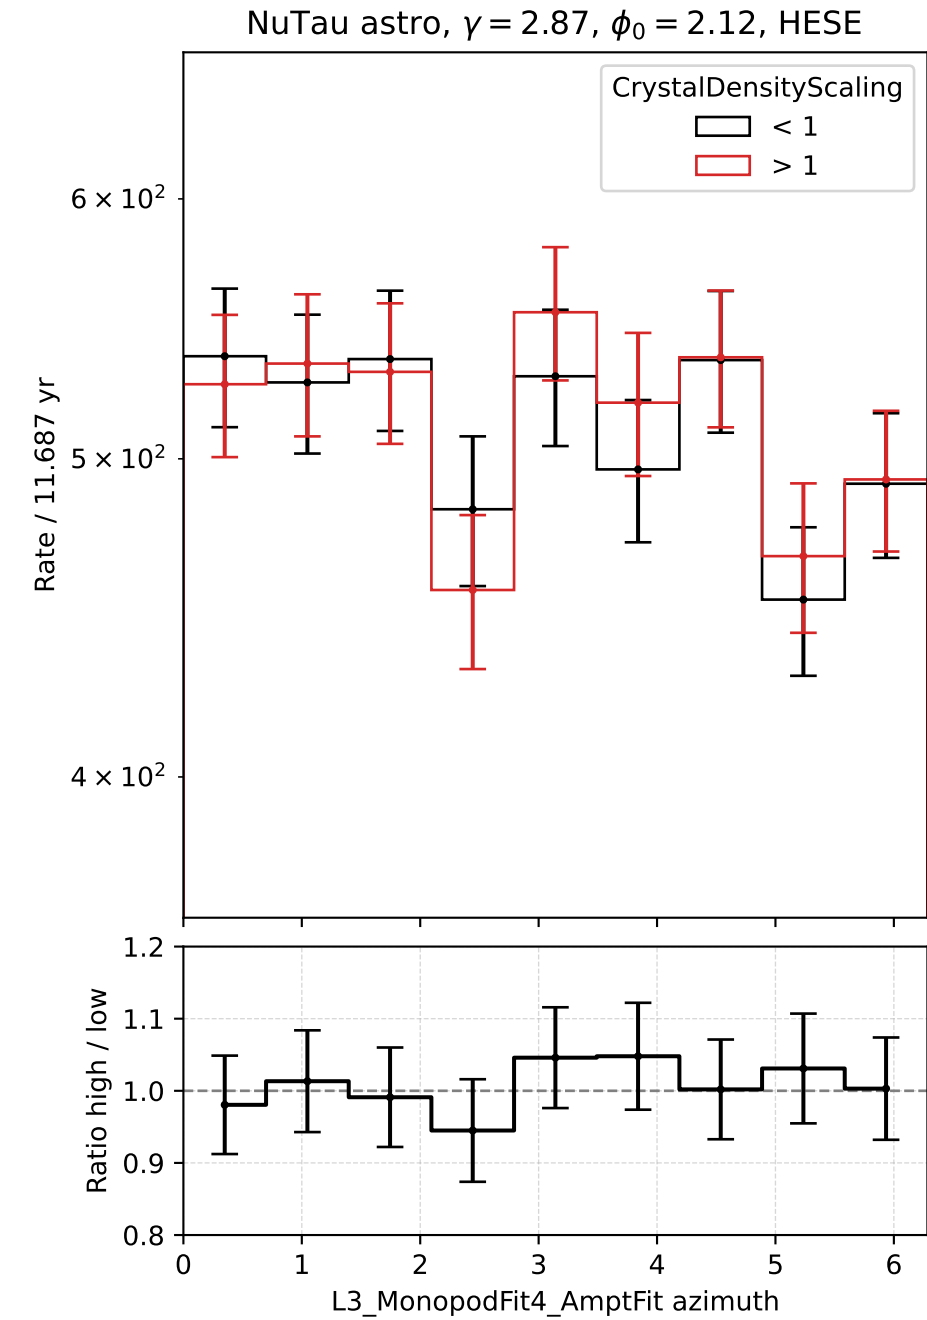 NuTau astro, γ = 2.87, ϕ₀ = 2.12, HESE
CrystalDensityScaling
< 1
> 1
6 × 10²
5 × 10²
4 × 10²
Rate / 11.687 yr
1.2
1.1
1.0
0.9
0.8
Ratio high / low
0 1 2 3 4 5 6
L3_MonopodFit4_AmptFit azimuth